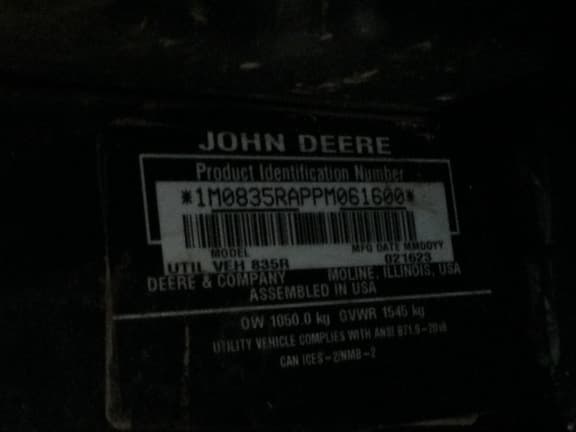 JOHN DEERE
Product Identification Number
*1M0835RAPPM061600*
MODEL MFG DATE MMDDYY
UTIL VEH 835R 021623
DEERE & COMPANY MOLINE, ILLINOIS, USA
ASSEMBLED IN USA
OW 1050.0 kg GVWR 1545 kg
UTILITY VEHICLE COMPLIES WITH ANSI B71.9-2016
CAN ICES-2/NMB-2